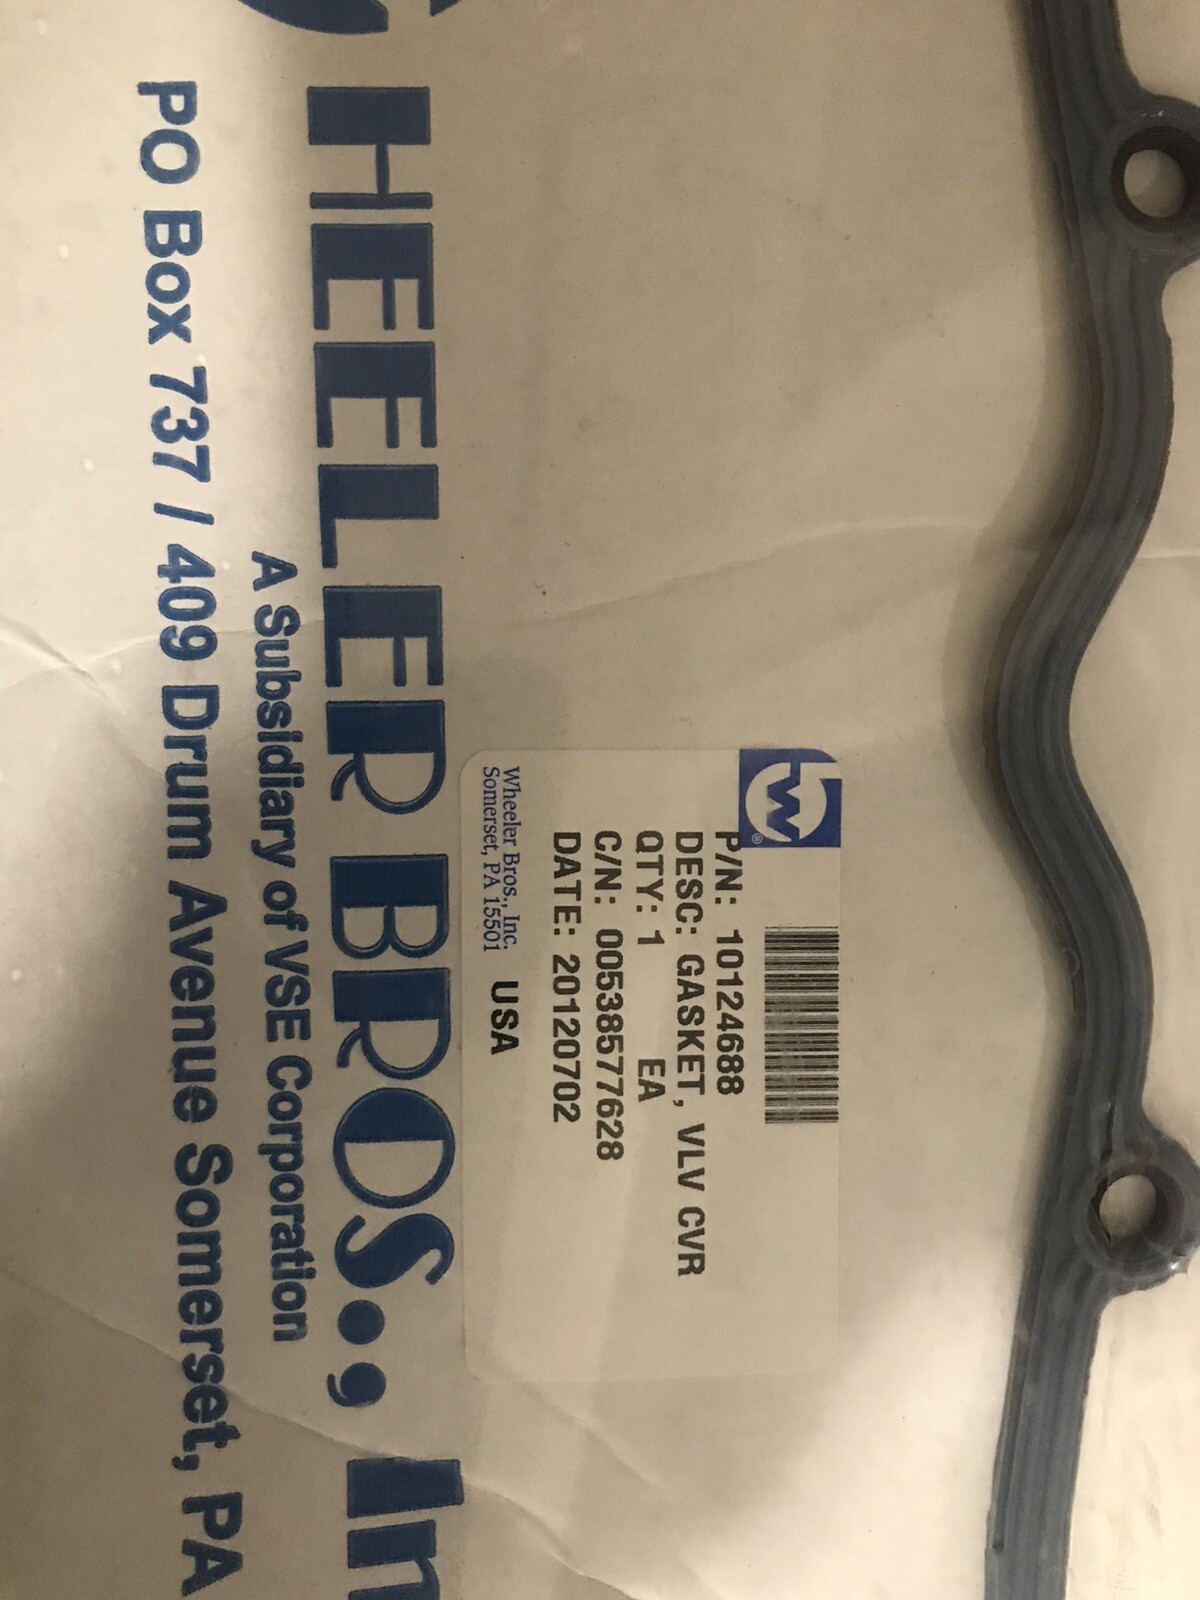 P/N: 10124688
DESC: GASKET, VLV CVR
QTY: 1 EA
C/N: 00538577628
DATE: 20120702
Wheeler Bros., Inc.
Somerset, PA 15501 USA
HEELER BROS., In
A Subsidiary of VSE Corporation
PO Box 737 / 409 Drum Avenue Somerset, PA